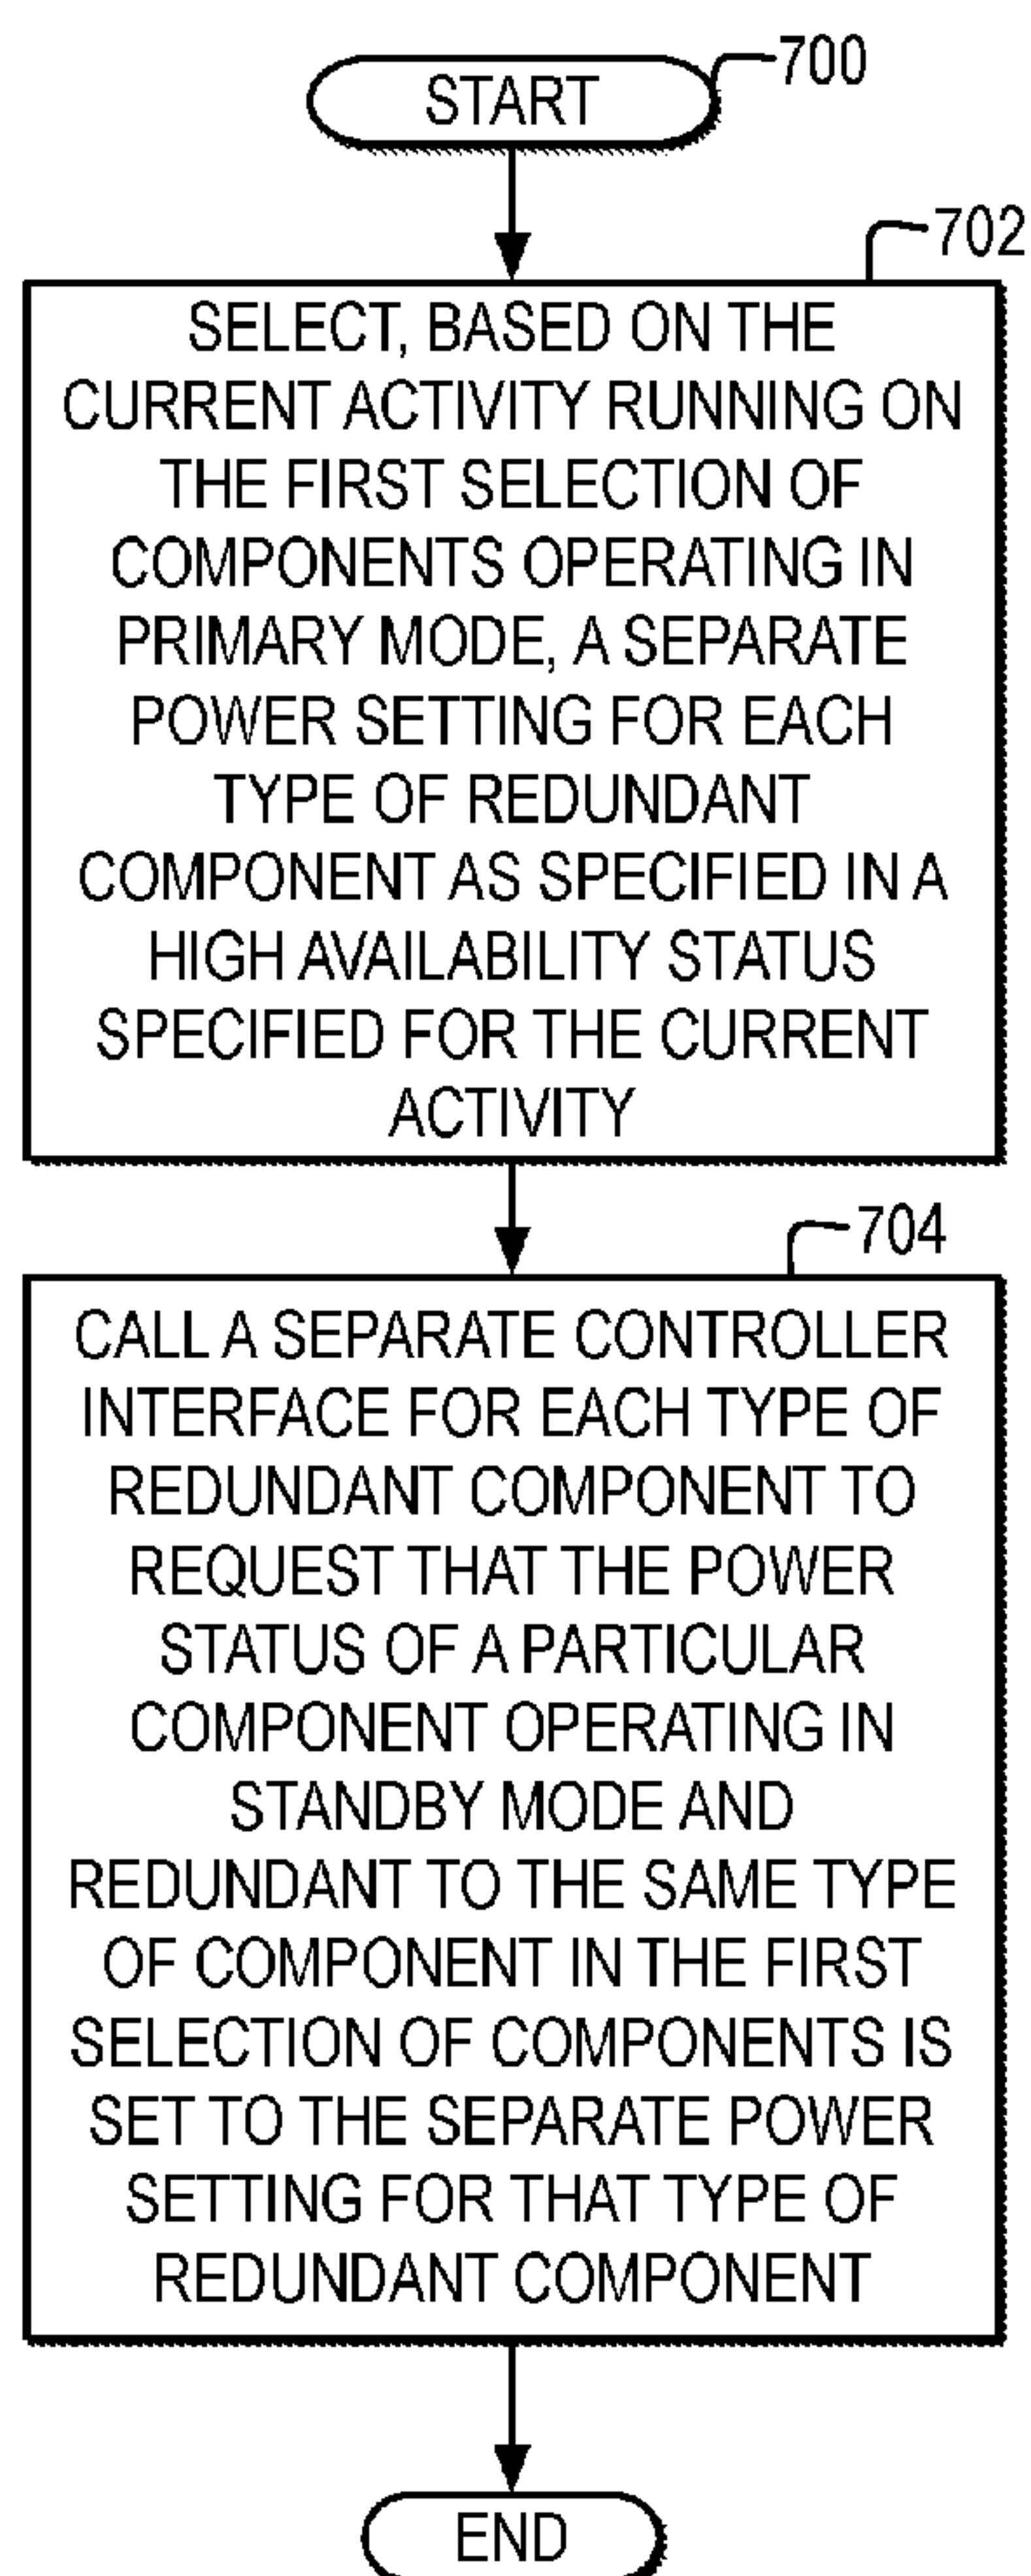 START
700
702
SELECT, BASED ON THE
CURRENT ACTIVITY RUNNING ON
THE FIRST SELECTION OF
COMPONENTS OPERATING IN
PRIMARY MODE, A SEPARATE
POWER SETTING FOR EACH
TYPE OF REDUNDANT
COMPONENT AS SPECIFIED IN A
HIGH AVAILABILITY STATUS
SPECIFIED FOR THE CURRENT
ACTIVITY
704
CALL A SEPARATE CONTROLLER
INTERFACE FOR EACH TYPE OF
REDUNDANT COMPONENT TO
REQUEST THAT THE POWER
STATUS OF A PARTICULAR
COMPONENT OPERATING IN
STANDBY MODE AND
REDUNDANT TO THE SAME TYPE
OF COMPONENT IN THE FIRST
SELECTION OF COMPONENTS IS
SET TO THE SEPARATE POWER
SETTING FOR THAT TYPE OF
REDUNDANT COMPONENT
END